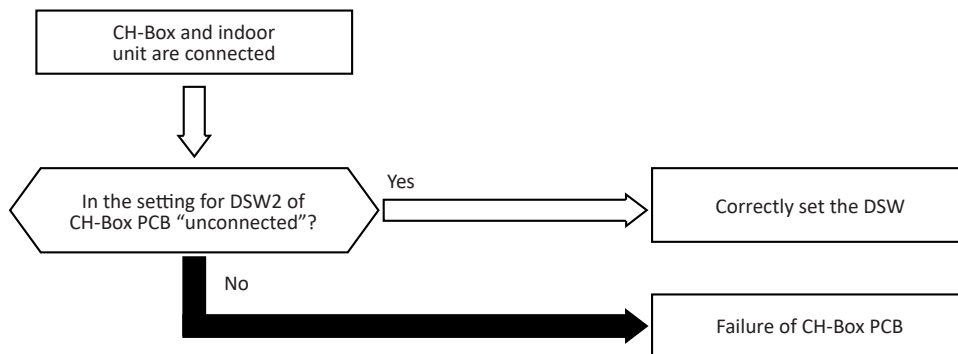 CH-Box and indoor
unit are connected
In the setting for DSW2 of
CH-Box PCB “unconnected”?
Yes
Correctly set the DSW
No
Failure of CH-Box PCB